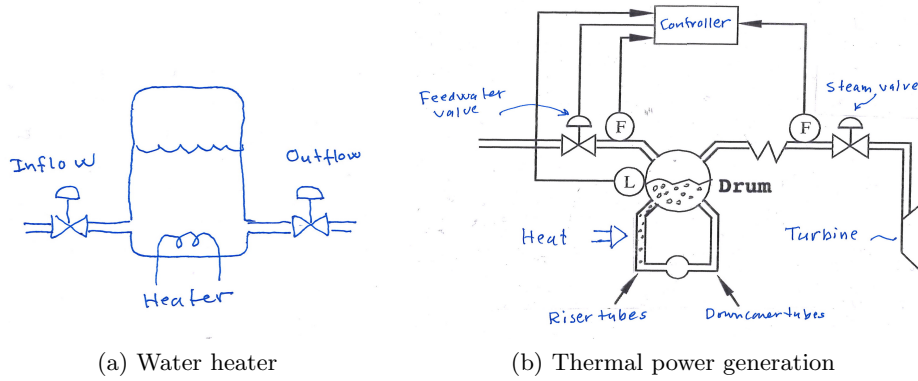 Inflow
Outflow
Heater
(a) Water heater
Controller
Feedwater
valve
Steam valve
F
F
L
Drum
Heat
Turbine
Riser tubes
Downcomer tubes
(b) Thermal power generation